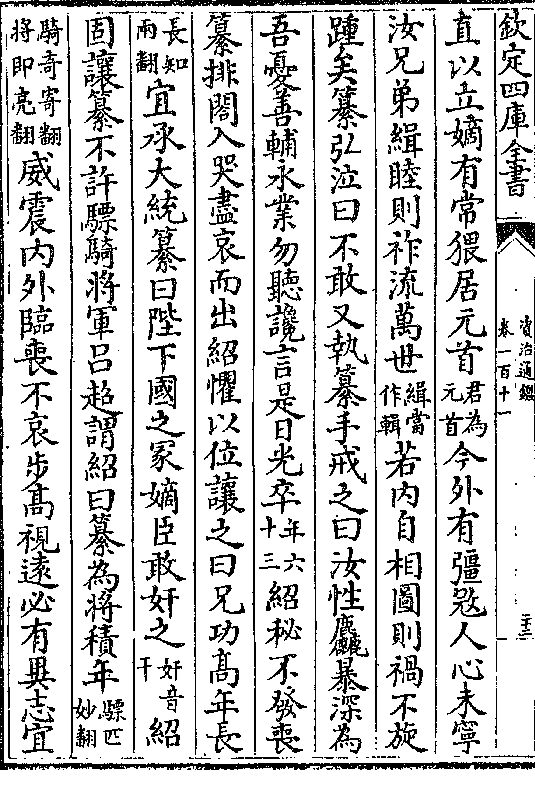 欽定四庫全書
資治通鑑
卷一百十一
直以立嫡有常猥居元首君為元首今外有彊敵人心未寧
汝兄弟緝睦則祚流萬世緝當作輯若内自相圖則禍不旋
踵矣纂弘泣曰不敢又執纂手戒之曰汝性麤暴深為
吾憂善輔永業勿聽讒言是日光卒年六十三紹秘不發喪
纂排閤入哭盡哀而出紹懼以位讓之曰兄功髙年長
長知兩翻宜承大統纂曰陛下國之冢嫡臣敢奸之奸音干紹
固讓纂不許驃騎將軍吕超謂紹曰纂為將積年驃匹妙翻
騎奇寄翻將即亮翻威震内外臨喪不哀步髙視遠必有異志宜